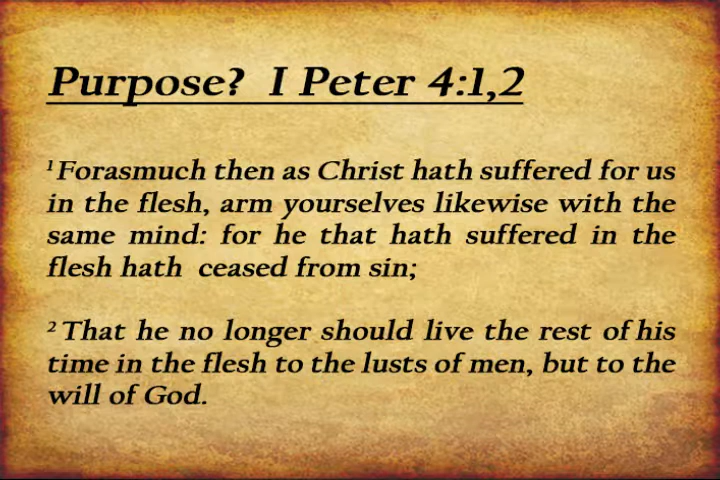 Purpose?  I Peter 4:1,2
¹ Forasmuch then as Christ hath suffered for us
in the flesh, arm yourselves likewise with the
same mind: for he that hath suffered in the
flesh hath  ceased from sin;
² That he no longer should live the rest of his
time in the flesh to the lusts of men, but to the
will of God.